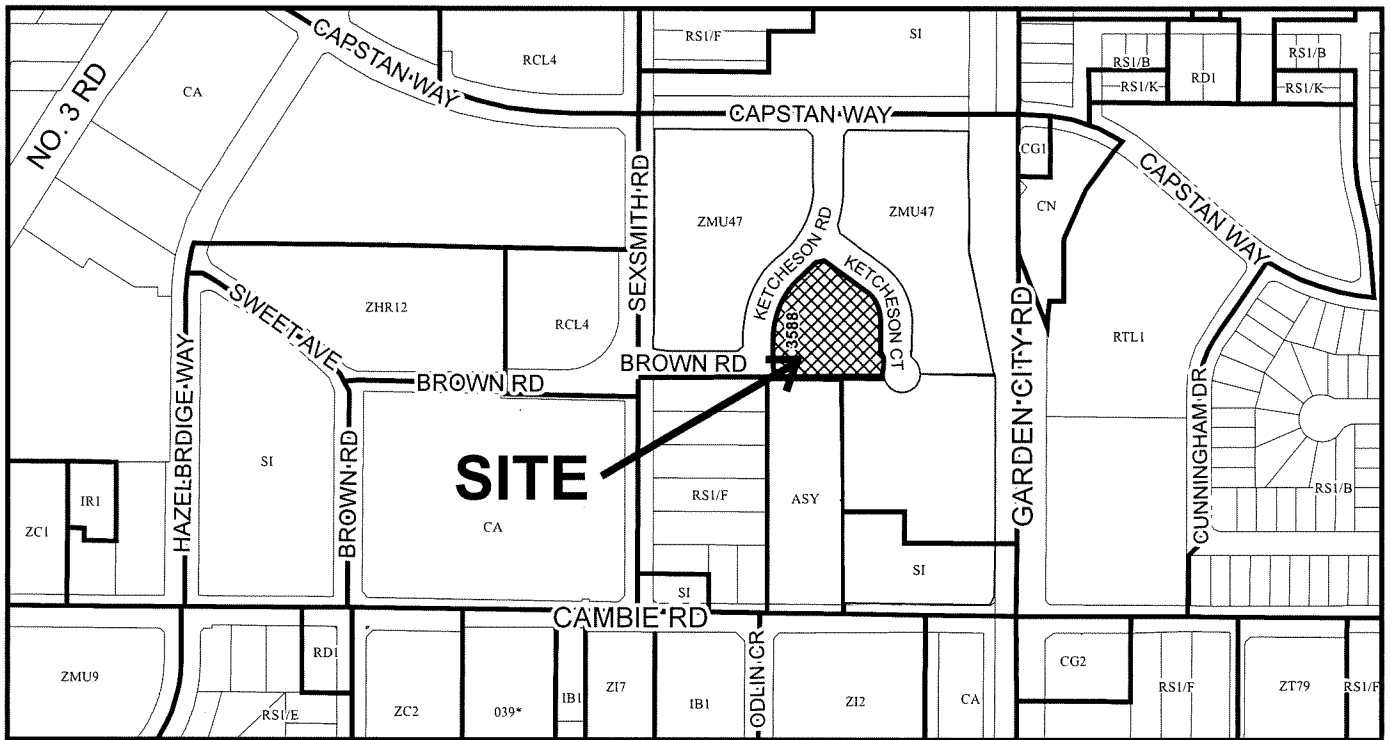 RS1/F
SI
RCL4
CAPSTAN WAY
NO. 3 RD
CA
RS1/B
RD1
RS1/B
RS1/K
RS1/K
CAPSTAN WAY
CG1
CAPSTAN WAY
SEXSMITH RD
ZMU47
ZMU47
CN
KETCHESON RD
KETCHESON CT
SWEET AVE
ZHR12
RCL4
3588
GARDEN CITY RD
RTL1
BROWN RD
BROWN RD
HAZELBRDIGE WAY
SITE
CUNNINGHAM DR
SI
BROWN RD
CA
RS1/F
ASY
RS1/B
IR1
ZC1
SI
SI
CAMBIE RD
ZMU9
RD1
RS1/E
ZC2
039*
IB1
ZI7
IB1
ODLIN CR
ZI2
CA
CG2
RS1/F
ZT79
RS1/F